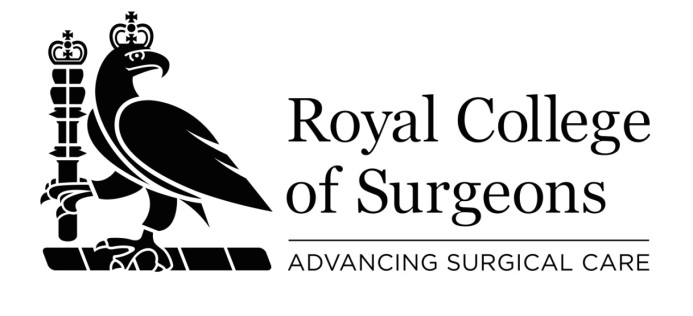 Royal College
of Surgeons
ADVANCING SURGICAL CARE